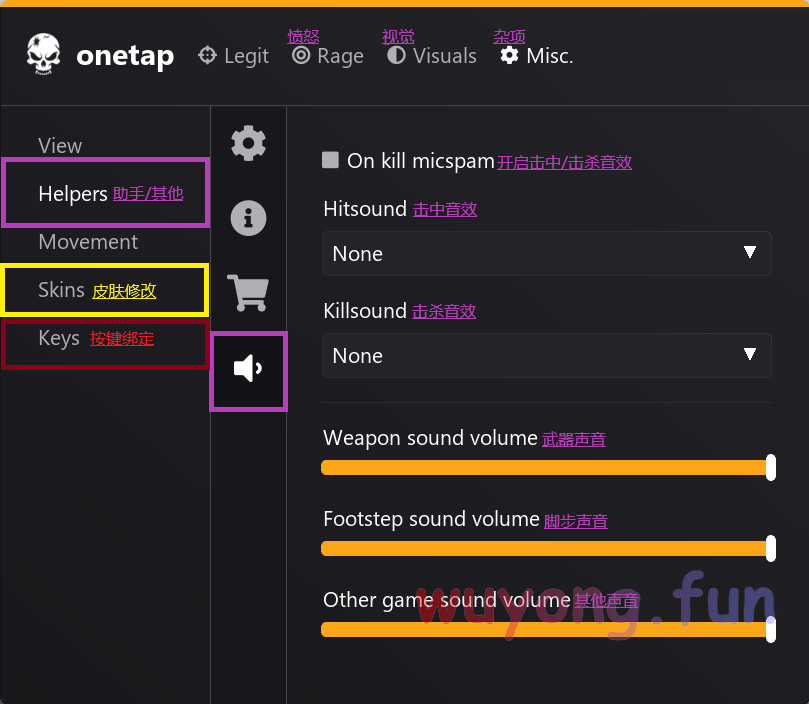 愤怒 视觉 杂项
onetap Legit Rage Visuals Misc.
View
Helpers 助手/其他
Movement
Skins 皮肤修改
Keys 按键绑定
On kill micspam 开启击中/击杀音效
Hitsound 击中音效
None
Killsound 击杀音效
None
Weapon sound volume 武器声音
Footstep sound volume 脚步声音
Other game sound volume 其他声音
wuyong.fun